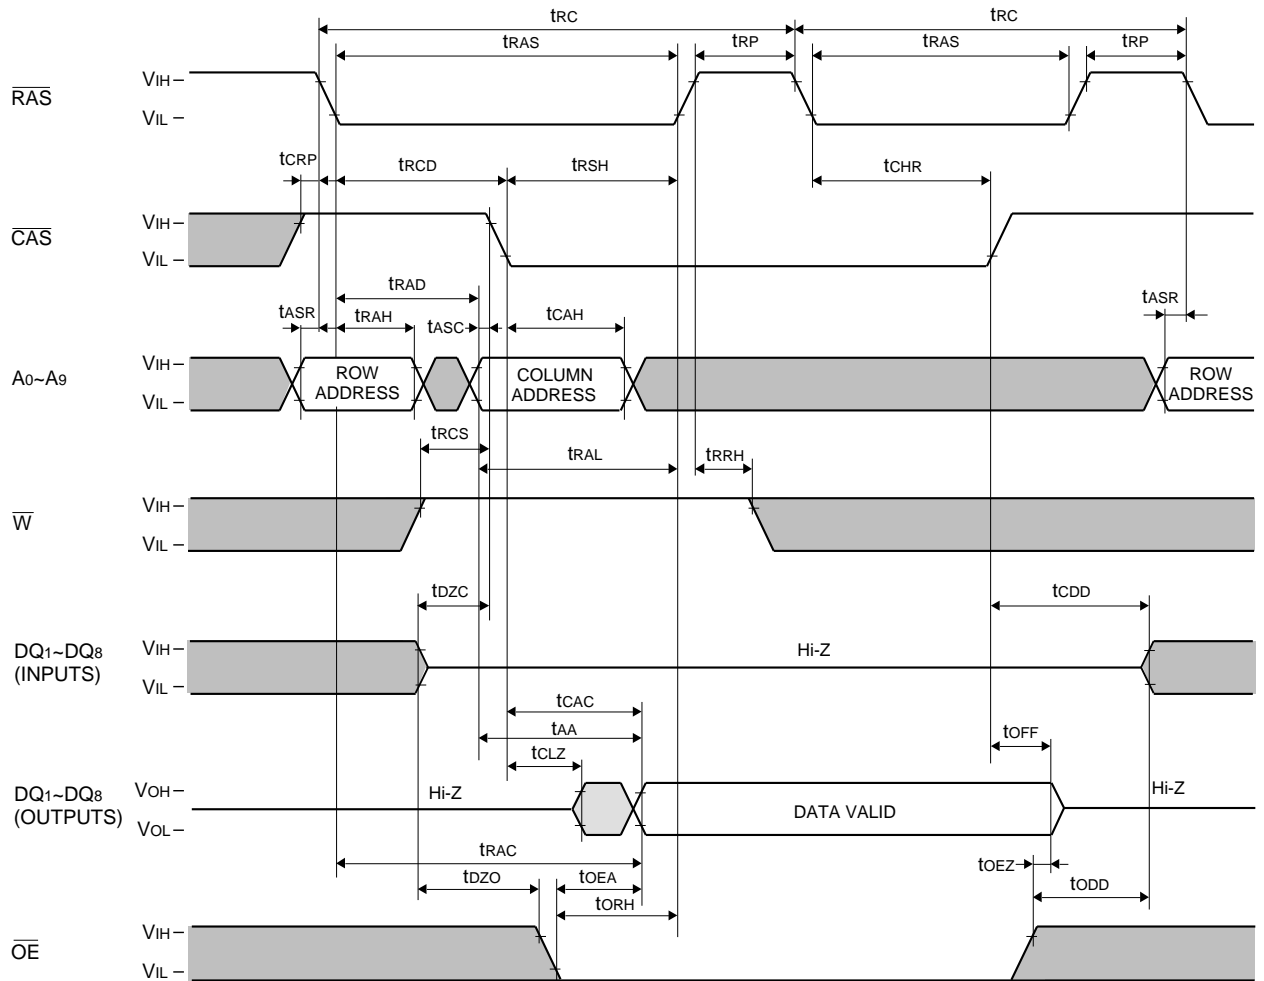 tRC tRC
tRAS tRP tRAS tRP
RAS VIH
VIL
tCRP tRCD tRSH tCHR
CAS VIH
VIL
tRAD
tASR tRAH tASC tCAH tASR
A0~A9 VIH
VIL
ROW ADDRESS
COLUMN ADDRESS
ROW ADDRESS
tRCS tRAL tRRH
W VIH
VIL
tDZC tCDD
DQ1~DQ8 (INPUTS) VIH
VIL
Hi-Z
tCAC
tAA tOFF
tCLZ
DQ1~DQ8 (OUTPUTS) VOH
VOL
Hi-Z DATA VALID Hi-Z
tRAC tOEZ
tDZO tOEA tODD
tORH
OE VIH
VIL